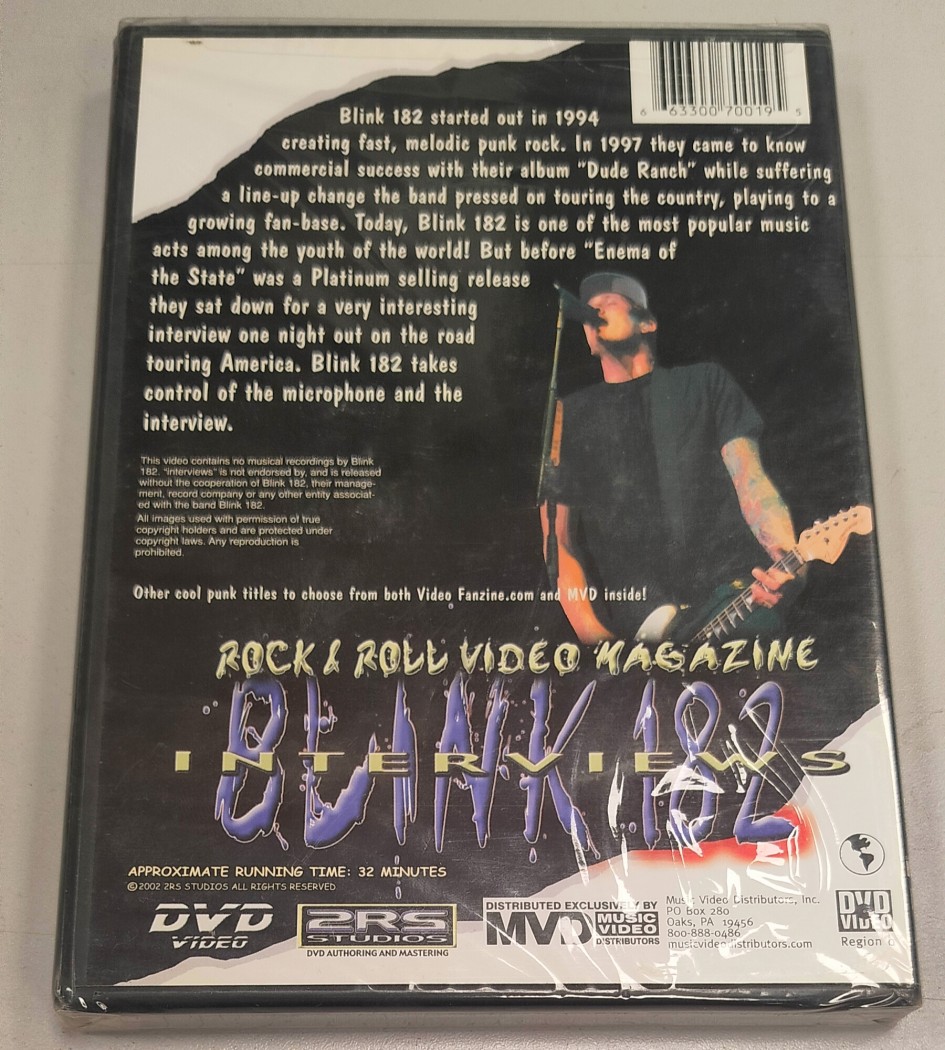 6 63300 70019 5
Blink 182 started out in 1994
creating fast, melodic punk rock. In 1997 they came to know
commercial success with their album "Dude Ranch" while suffering
a line-up change the band pressed on touring the country, playing to a
growing fan-base. Today, Blink 182 is one of the most popular music
acts among the youth of the world! But before "Enema of
the State" was a Platinum selling release
they sat down for a very interesting
interview one night out on the road
touring America. Blink 182 takes
control of the microphone and the
interview.
This video contains no musical recordings by Blink
182. "interviews" is not endorsed by, and is released
without the cooperation of Blink 182, their manage-
ment, record company or any other entity associat-
ed with the band Blink 182.
All images used with permission of true
copyright holders and are protected under
copyright laws. Any reproduction is
prohibited.
Other cool punk titles to choose from both Video Fanzine.com and MVD inside!
ROCK & ROLL VIDEO MAGAZINE
BLINK 182
INTERVIEWS
APPROXIMATE RUNNING TIME: 32 MINUTES
© 2002 2RS STUDIOS ALL RIGHTS RESERVED
DVD
VIDEO
2RS
STUDIOS
DVD AUTHORING AND MASTERING
DISTRIBUTED EXCLUSIVELY BY
MVD MUSIC
VIDEO
DISTRIBUTORS
Music Video Distributors, Inc.
PO Box 280
Oaks, PA 19456
800-888-0486
musicvideodistributors.com
DVD
VIDEO
Region